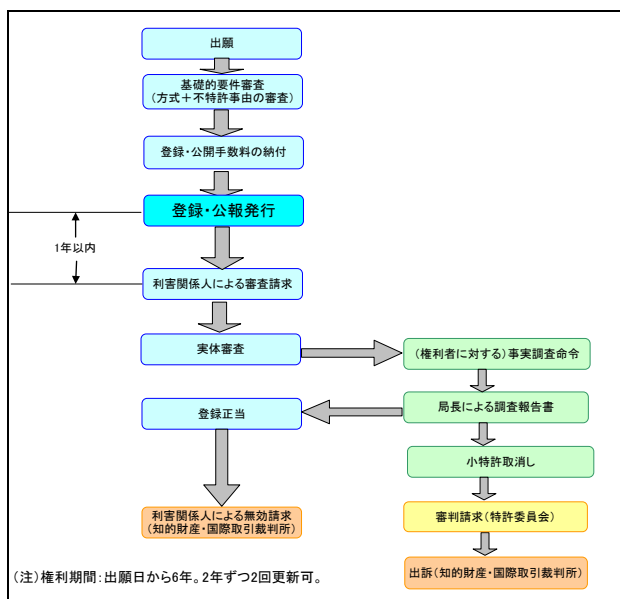 出願
基礎的要件審査
(方式＋不特許事由の審査)
登録・公開手数料の納付
登録・公報発行
1年以内
利害関係人による審査請求
実体審査
(権利者に対する)事実調査命令
局長による調査報告書
登録正当
小特許取消し
利害関係人による無効請求
(知的財産・国際取引裁判所)
審判請求(特許委員会)
出訴(知的財産・国際取引裁判所)
(注)権利期間:出願日から6年。2年ずつ2回更新可。